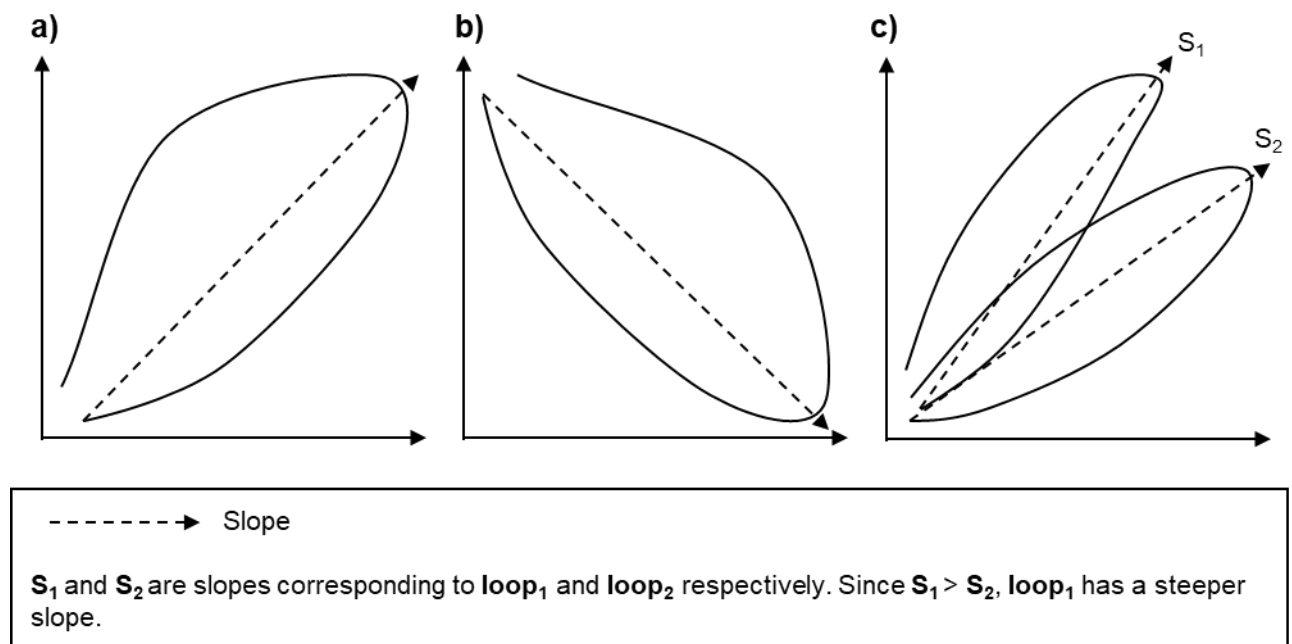 a)
b)
c)
S₁
S₂
Slope
S₁ and S₂ are slopes corresponding to loop₁ and loop₂ respectively. Since S₁ > S₂, loop₁ has a steeper
slope.